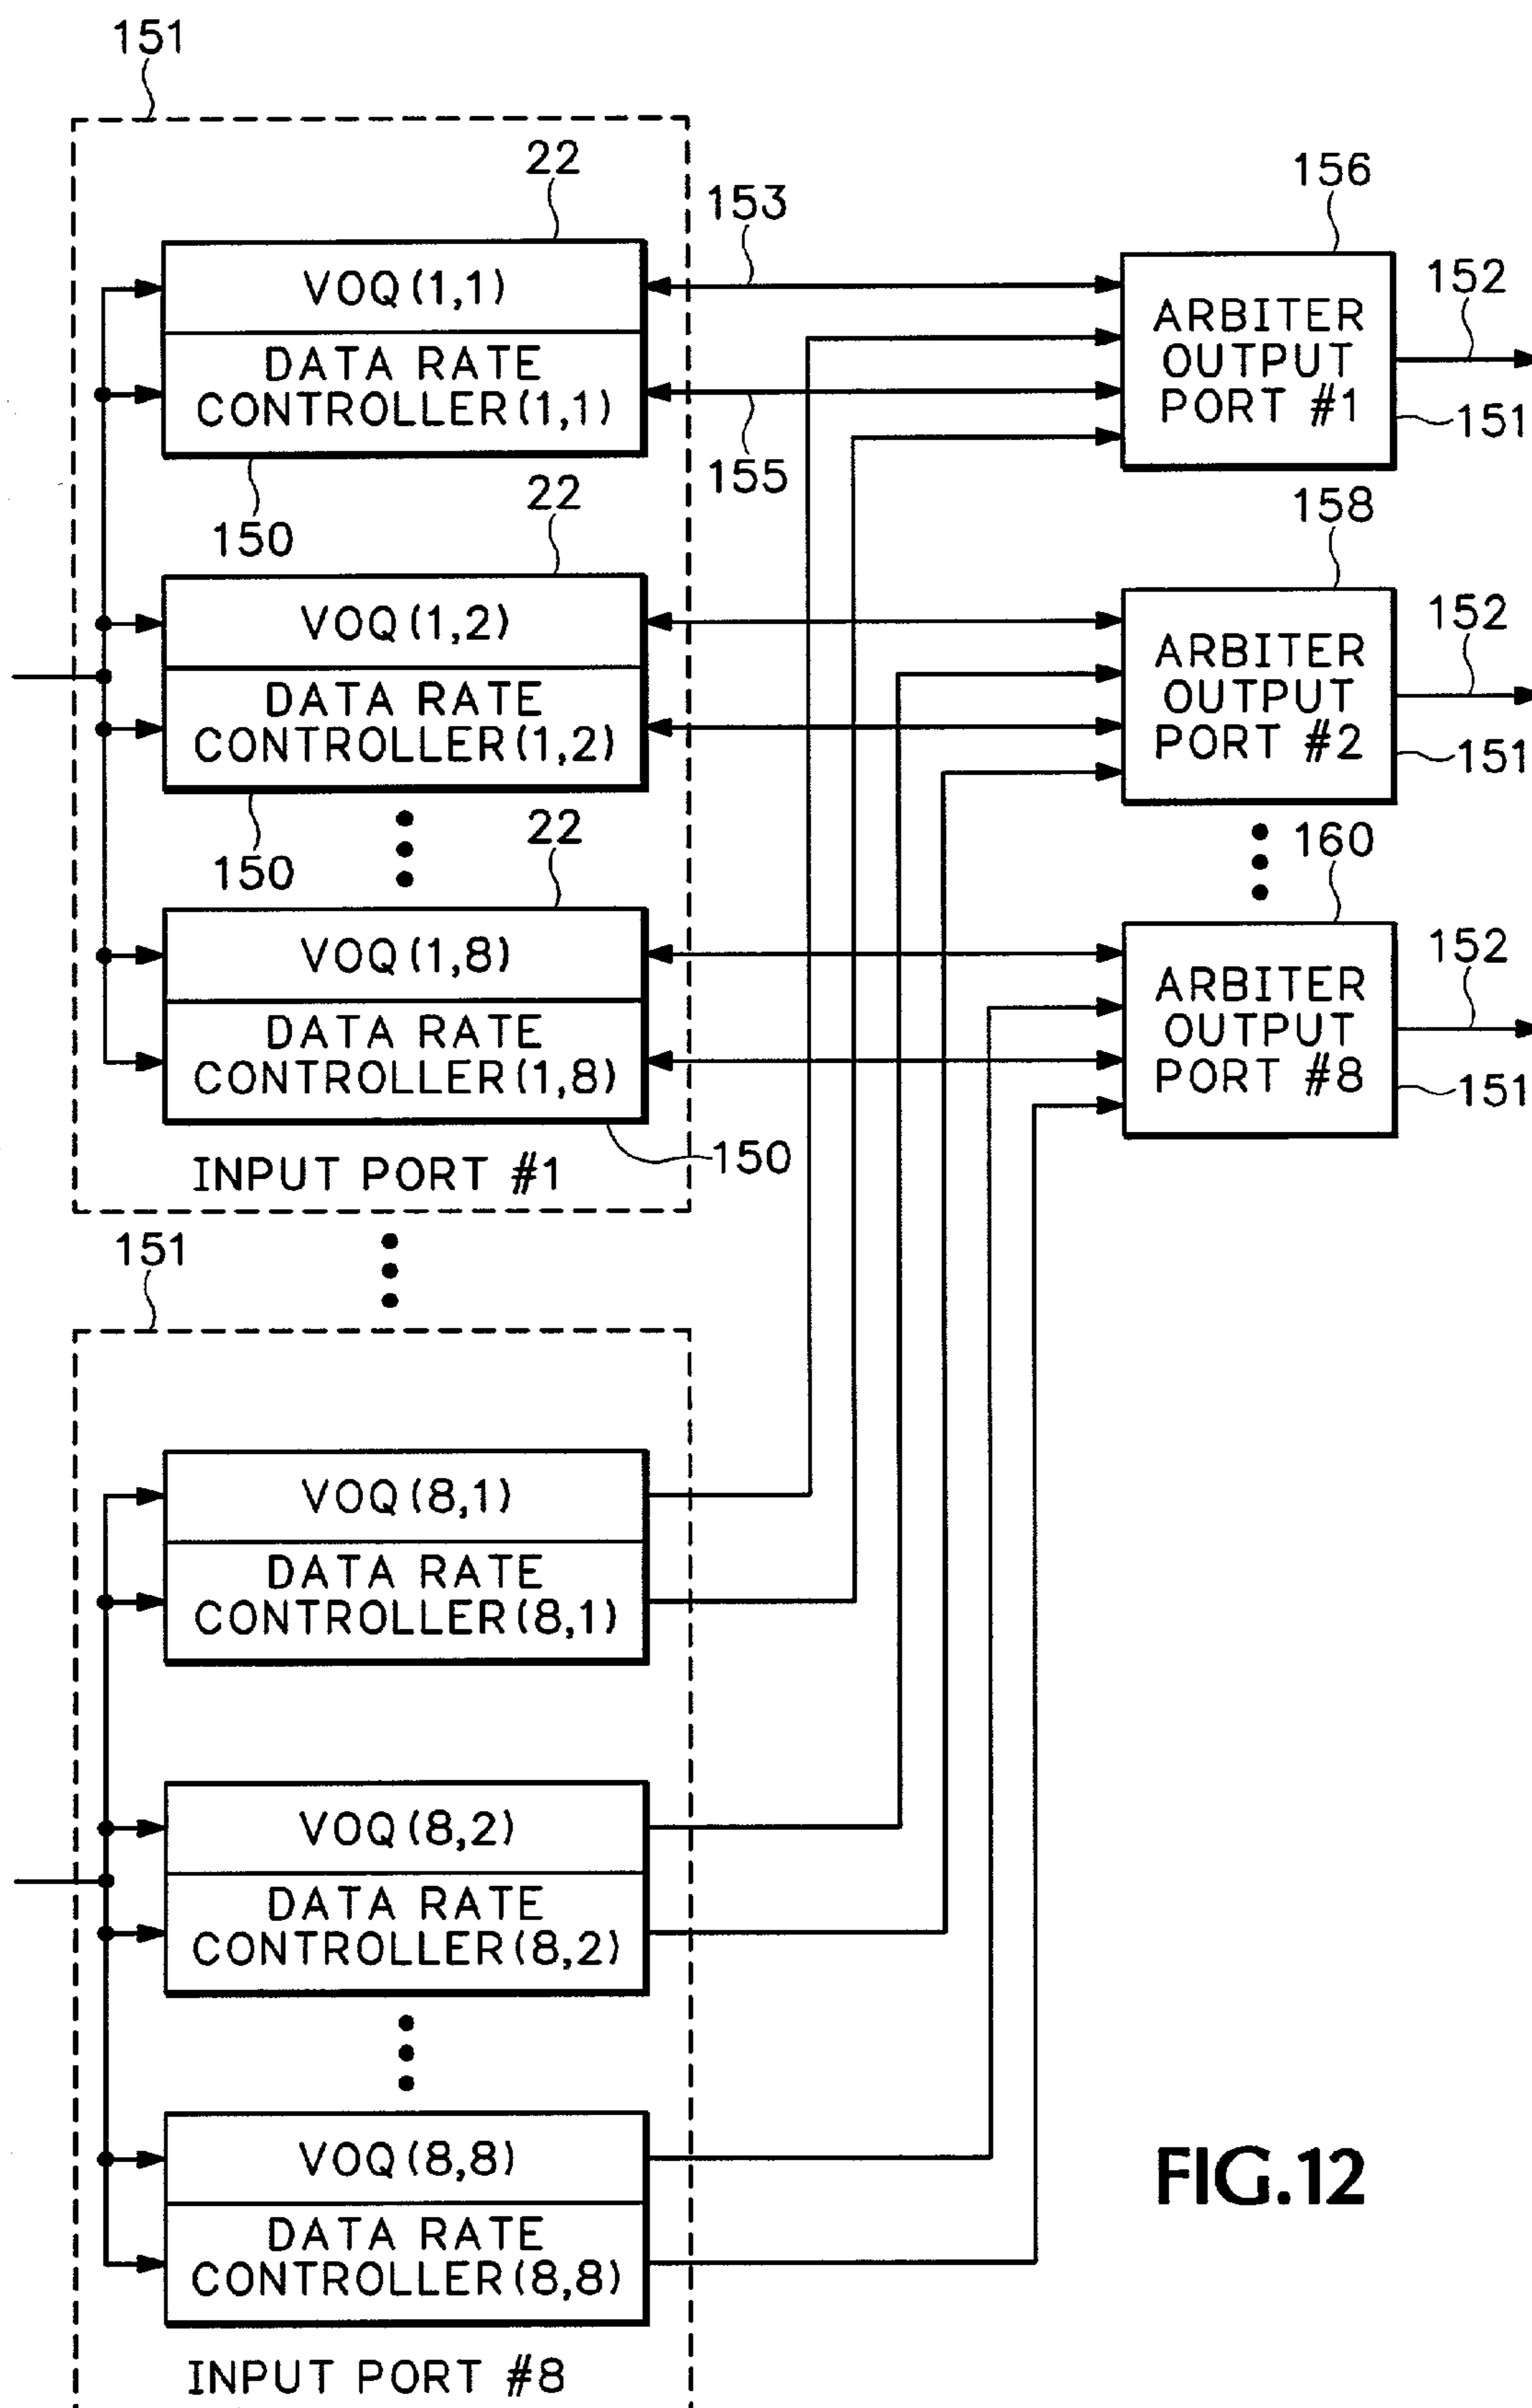 151
22
153
156
VOQ(1,1)
152
ARBITER
OUTPUT
PORT #1
DATA RATE
CONTROLLER(1,1)
151
155
150
22
158
VOQ(1,2)
152
ARBITER
OUTPUT
PORT #2
DATA RATE
CONTROLLER(1,2)
151
150
22
160
VOQ(1,8)
152
ARBITER
OUTPUT
PORT #8
DATA RATE
CONTROLLER(1,8)
151
150
INPUT PORT #1
151
VOQ(8,1)
DATA RATE
CONTROLLER(8,1)
VOQ(8,2)
DATA RATE
CONTROLLER(8,2)
VOQ(8,8)
DATA RATE
CONTROLLER(8,8)
INPUT PORT #8
FIG.12